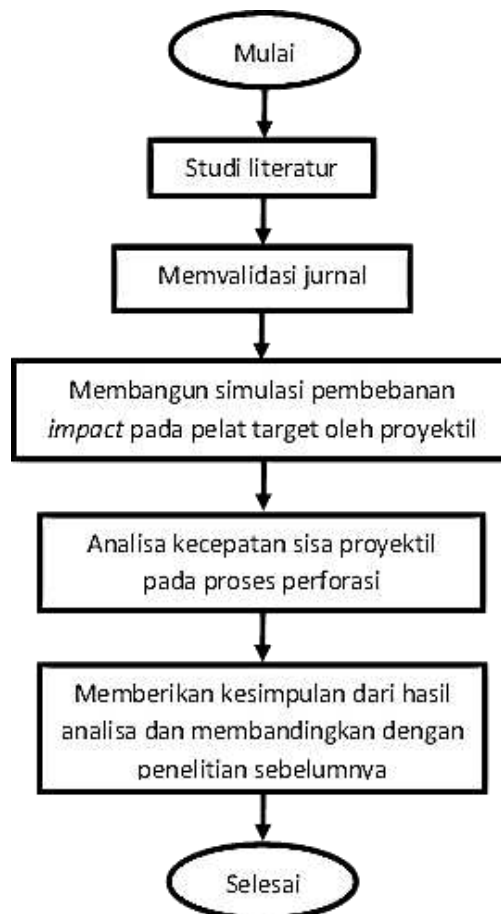 Mulai
Studi literatur
Memvalidasi jurnal
Membangun simulasi pembebanan
impact pada pelat target oleh proyektil
Analisa kecepatan sisa proyektil
pada proses perforasi
Memberikan kesimpulan dari hasil
analisa dan membandingkan dengan
penelitian sebelumnya
Selesai